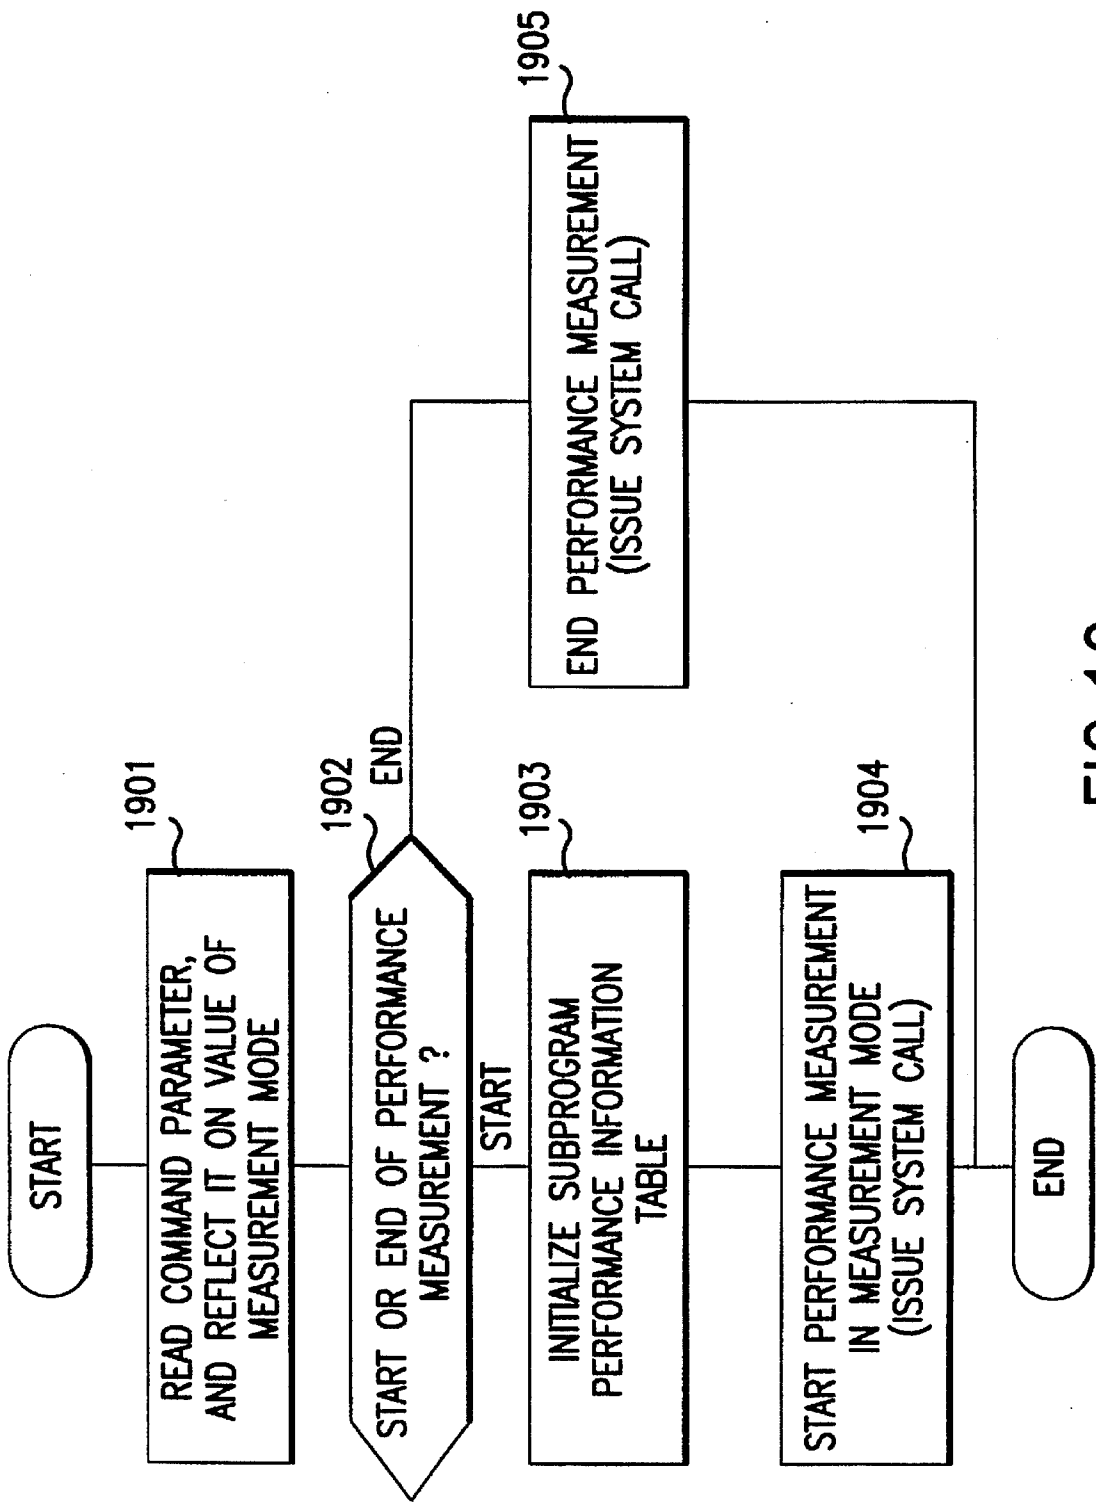 START
1901
READ COMMAND PARAMETER,
AND REFLECT IT ON VALUE OF
MEASUREMENT MODE
1902
START OR END OF PERFORMANCE
MEASUREMENT ?
END
START
1903
INITIALIZE SUBPROGRAM
PERFORMANCE INFORMATION
TABLE
1905
END PERFORMANCE MEASUREMENT
(ISSUE SYSTEM CALL)
1904
START PERFORMANCE MEASUREMENT
IN MEASUREMENT MODE
(ISSUE SYSTEM CALL)
END